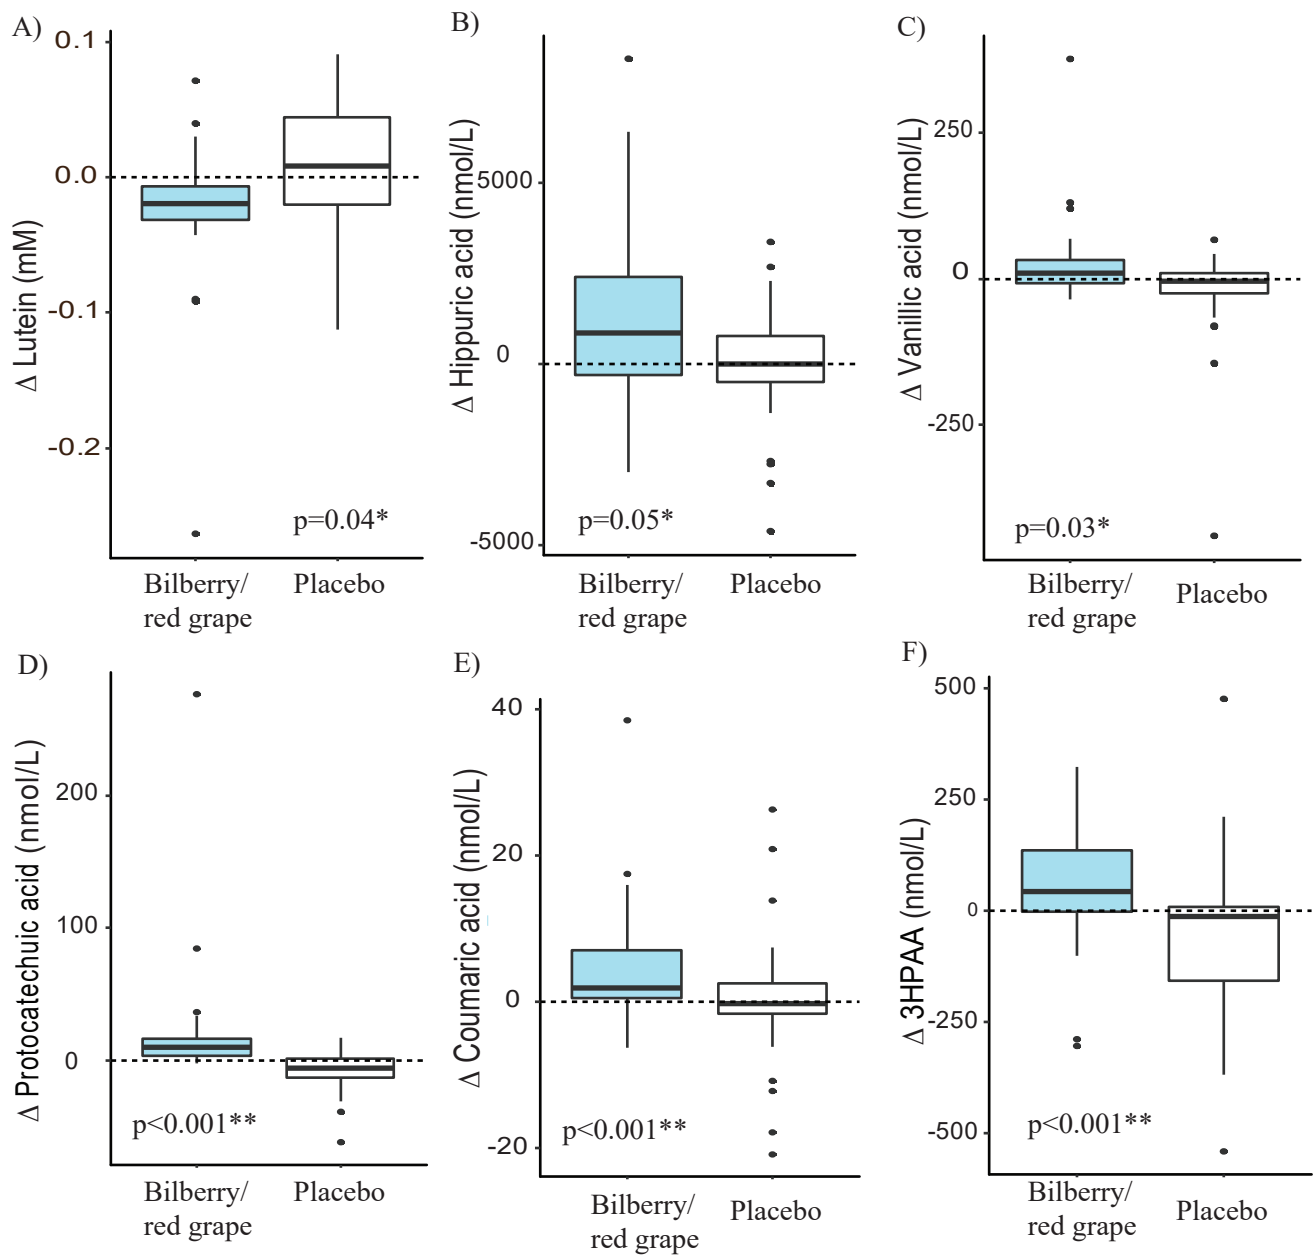 A)
Δ Lutein (mM)
0.1
0.0
-0.1
-0.2
p=0.04*
Bilberry/
red grape
Placebo
B)
Δ Hippuric acid (nmol/L)
5000
0
-5000
p=0.05*
Bilberry/
red grape
Placebo
C)
Δ Vanillic acid (nmol/L)
250
0
-250
p=0.03*
Bilberry/
red grape
Placebo
D)
Δ Protocatechuic acid (nmol/L)
200
100
0
p<0.001**
Bilberry/
red grape
Placebo
E)
Δ Coumaric acid (nmol/L)
40
20
0
-20
p<0.001**
Bilberry/
red grape
Placebo
F)
Δ 3HPAA (nmol/L)
500
250
0
-250
-500
p<0.001**
Bilberry/
red grape
Placebo